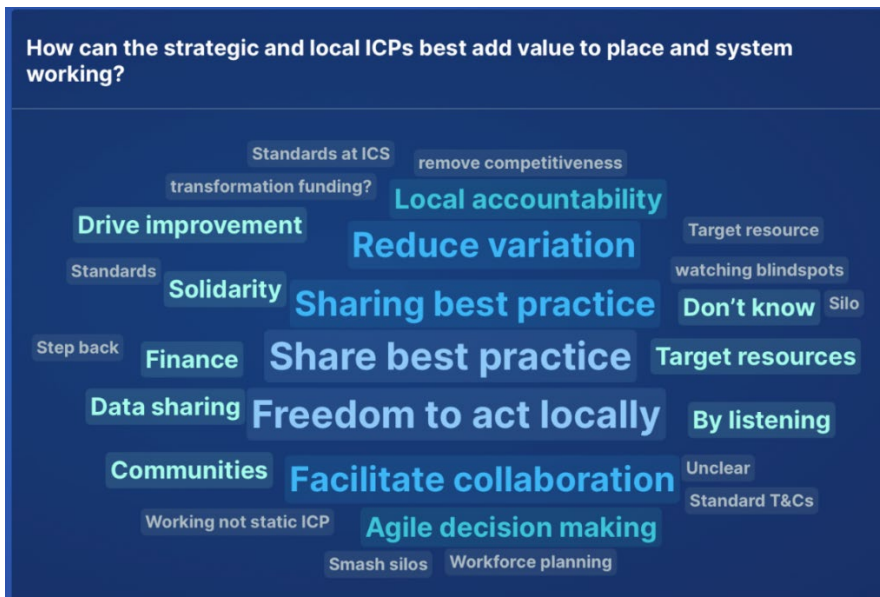 How can the strategic and local ICPs best add value to place and system
working?
Standards at ICS
remove competitiveness
transformation funding?
Local accountability
Drive improvement
Reduce variation
Target resource
Standards
watching blindspots
Solidarity
Sharing best practice
Don't know
Silo
Step back
Finance
Share best practice
Target resources
Data sharing
Freedom to act locally
By listening
Communities
Facilitate collaboration
Unclear
Standard T&Cs
Working not static ICP
Agile decision making
Smash silos
Workforce planning